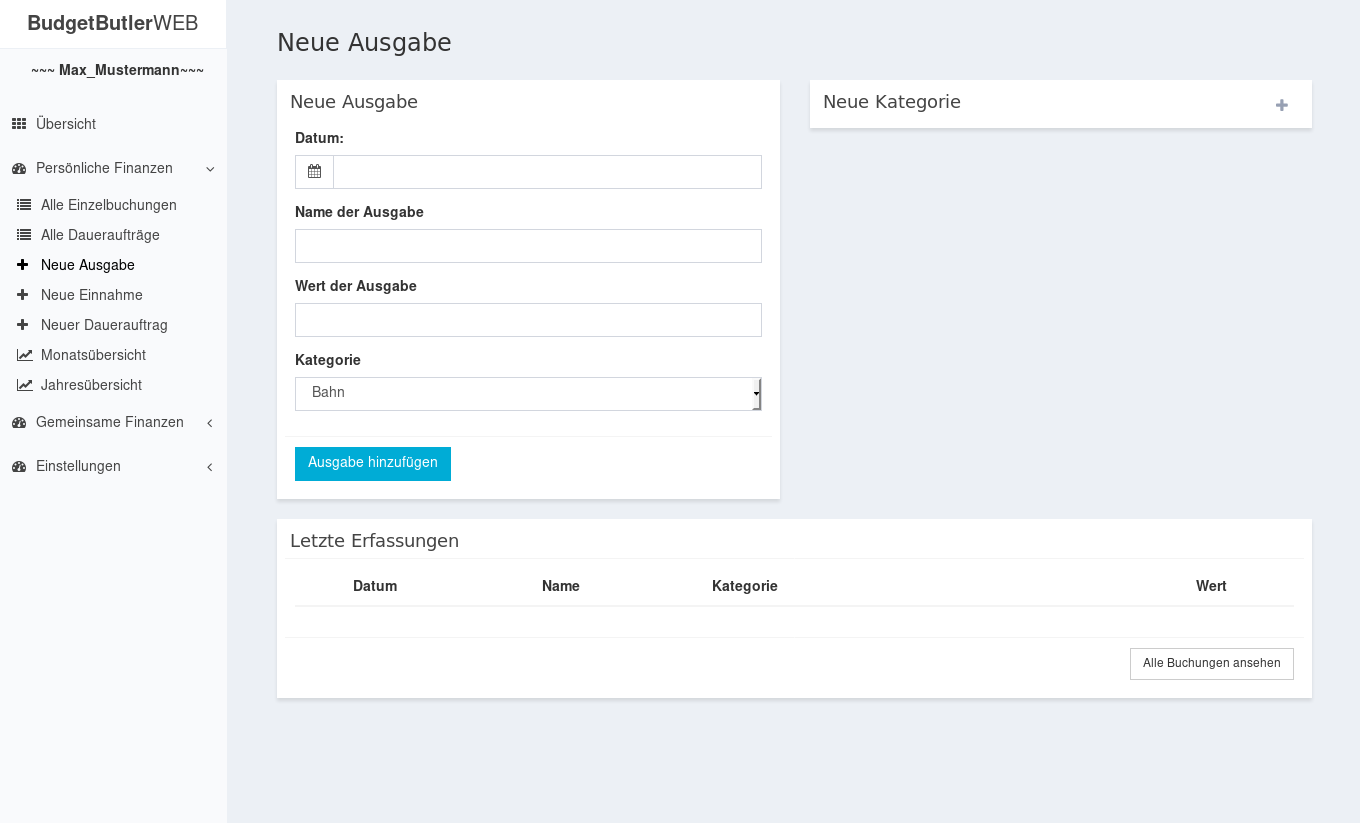 BudgetButlerWEB
~~~ Max_Mustermann~~~
Übersicht
Persönliche Finanzen
Alle Einzelbuchungen
Alle Daueraufträge
Neue Ausgabe
Neue Einnahme
Neuer Dauerauftrag
Monatsübersicht
Jahresübersicht
Gemeinsame Finanzen
Einstellungen
Neue Ausgabe
Neue Ausgabe
Datum:
Name der Ausgabe
Wert der Ausgabe
Kategorie
Bahn
Ausgabe hinzufügen
Neue Kategorie
Letzte Erfassungen
Datum Name Kategorie Wert
Alle Buchungen ansehen